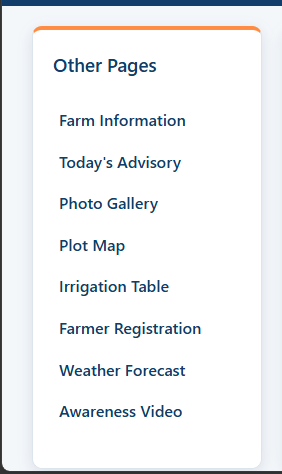 Other Pages
Farm Information
Today's Advisory
Photo Gallery
Plot Map
Irrigation Table
Farmer Registration
Weather Forecast
Awareness Video